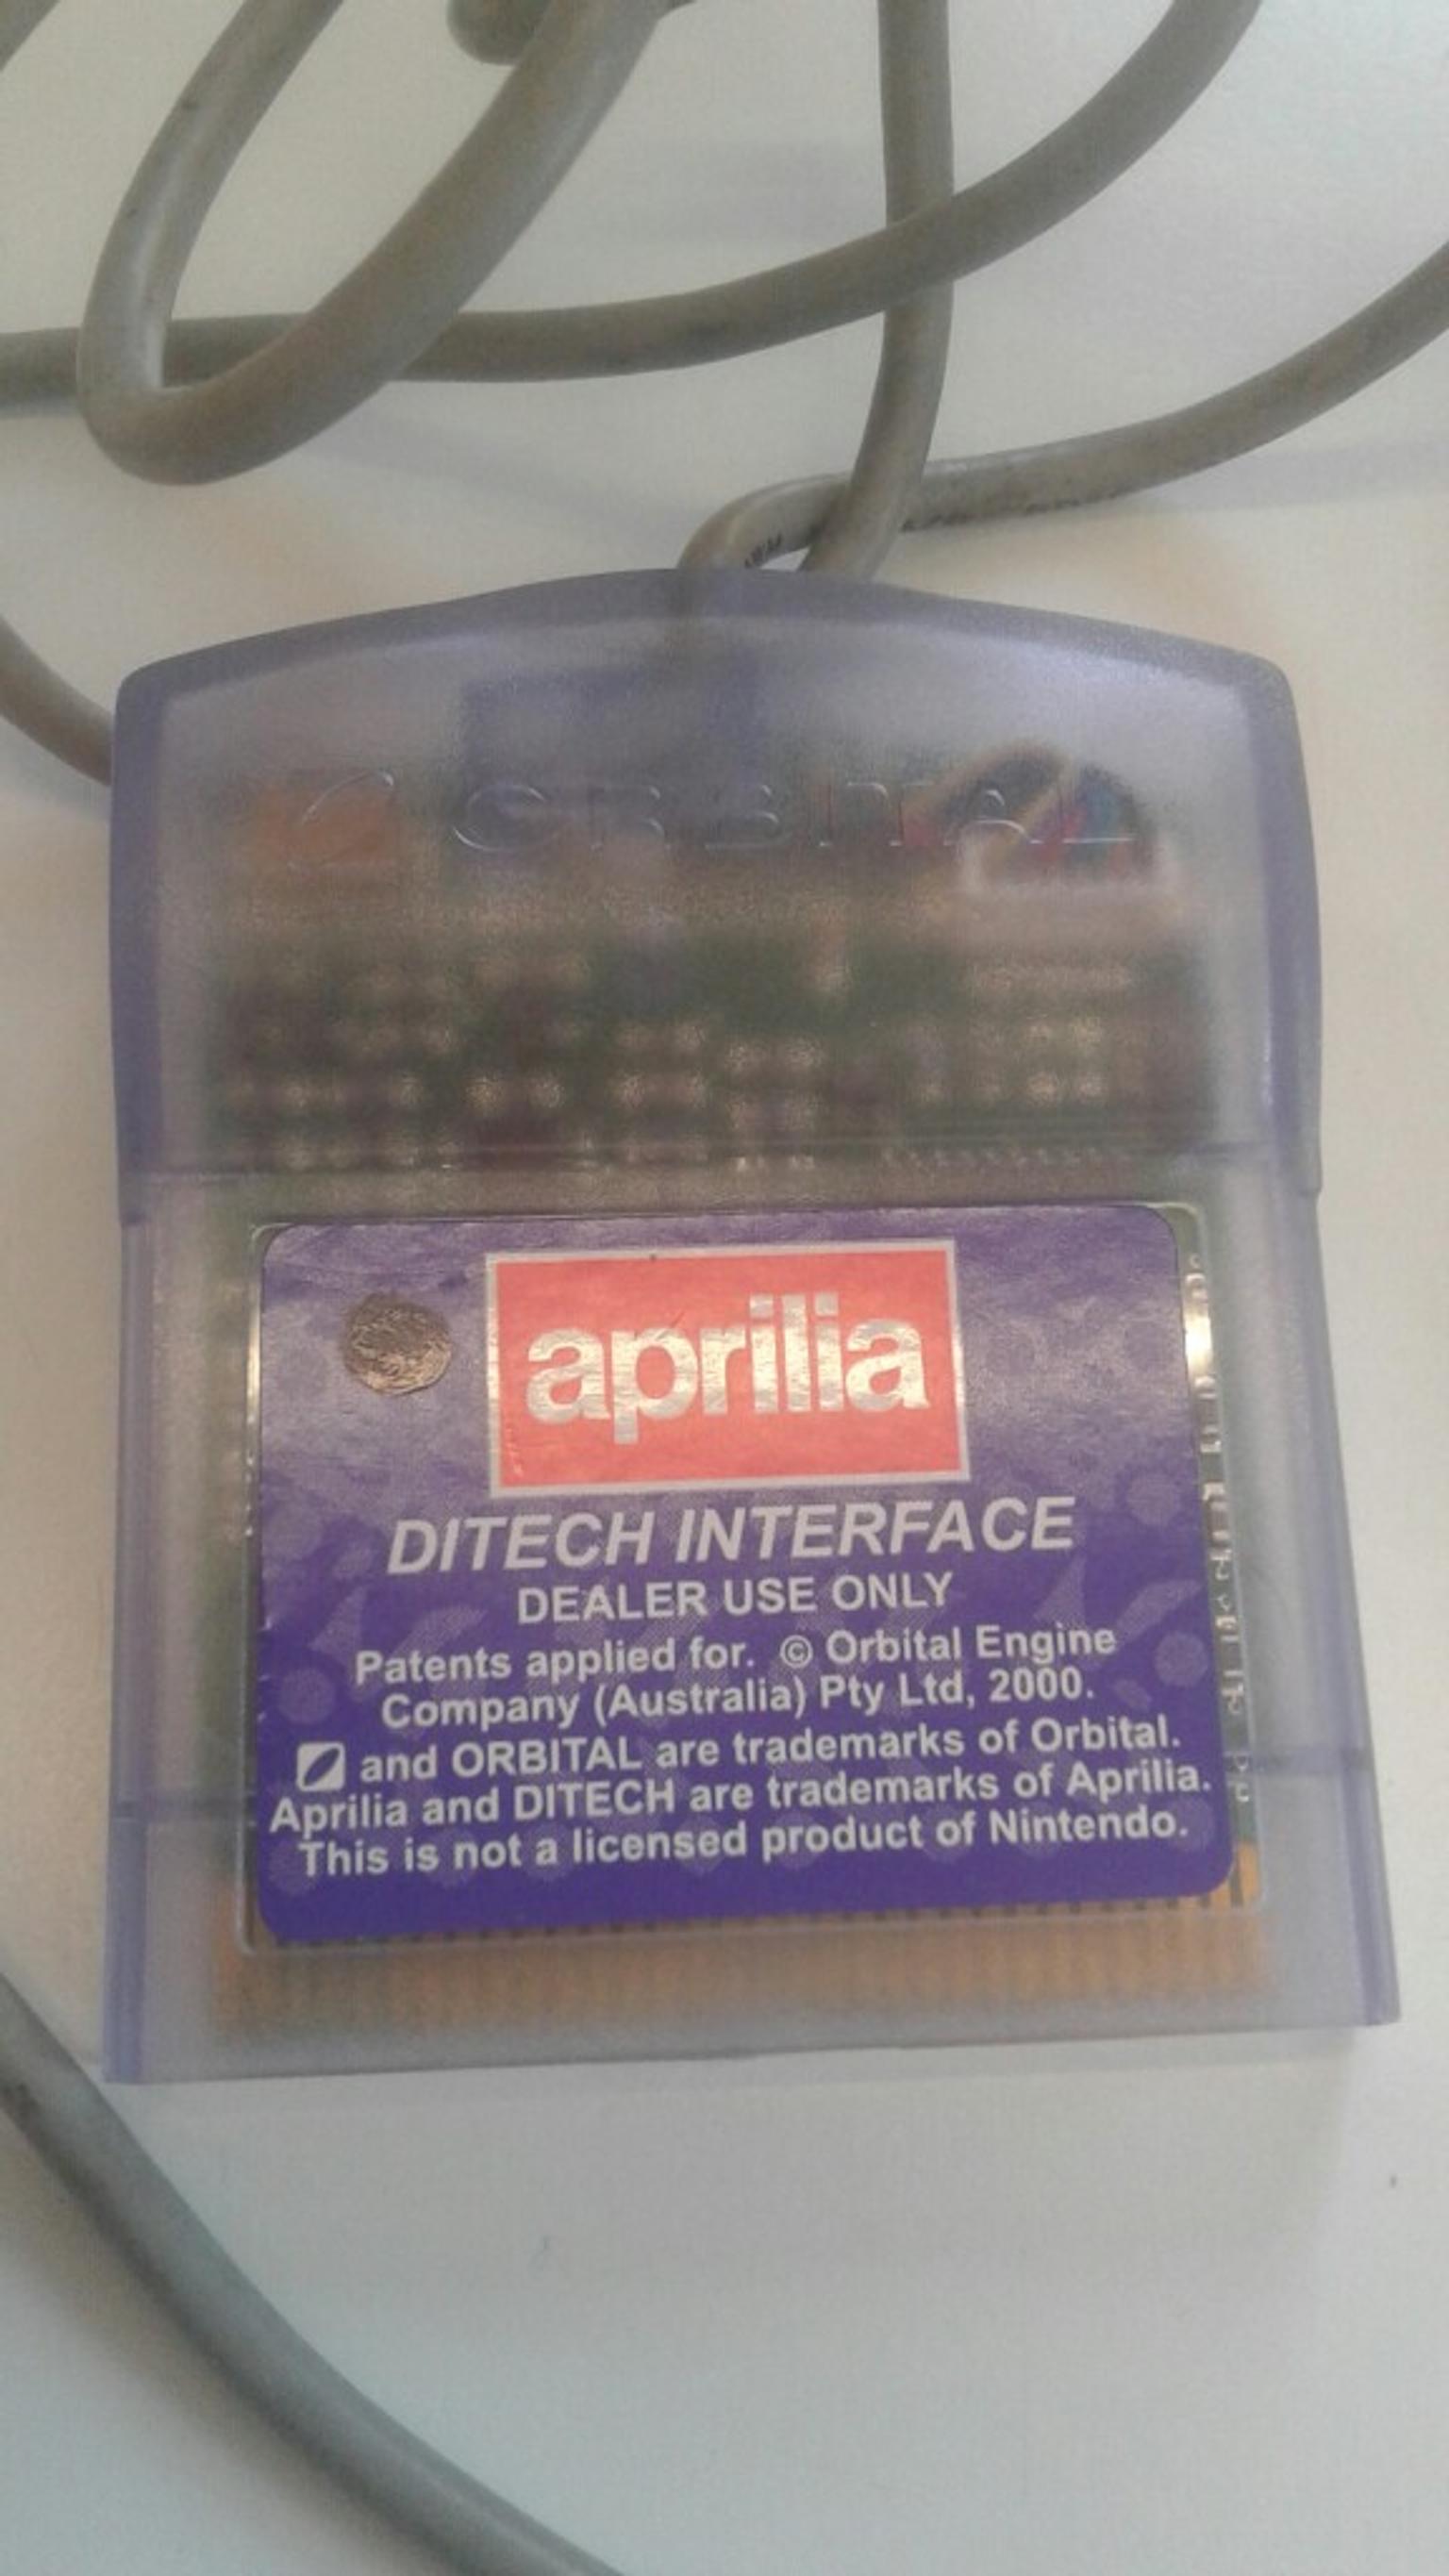 ORBITAL
aprilia
DITECH INTERFACE
DEALER USE ONLY
Patents applied for. © Orbital Engine
Company (Australia) Pty Ltd, 2000.
and ORBITAL are trademarks of Orbital.
Aprilia and DITECH are trademarks of Aprilia.
This is not a licensed product of Nintendo.